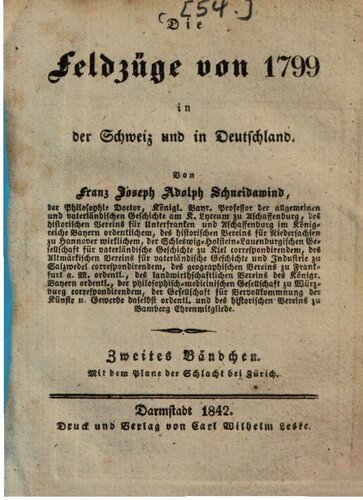 [54.]
Die
Feldzüge von 1799
in
der Schweiz und in Deutschland.
Von
Franz Joseph Adolph Schneidawind,
der Philosophie Doctor, Königl. Bayr. Professor der allgemeinen
und vaterländischen Geschichte am K. Lyceum zu Aschaffenburg, des
historischen Vereins für Unterfranken und Aschaffenburg im König-
reiche Bayern ordentlichem, des historischen Vereins für Niedersachsen
zu Hannover wirklichem, der Schleswig-Holstein-Lauenburgischen Ge-
sellschaft für vaterländische Geschichte zu Kiel correspondirendem, des
Altmärkischen Vereins für vaterländische Geschichte und Industrie zu
Salzwedel correspondirendem, des geographischen Vereins zu Frank-
furt a. M. ordentl., des landwirthschaftlichen Vereins des Königr.
Bayern ordentl., der philosophisch-medicinischen Gesellschaft zu Würz-
burg correspondirendem, der Gesellschaft für Vervollkommnung der
Künste u. Gewerbe daselbst ordentl. und des historischen Vereins zu
Bamberg Ehrenmitgliede.
Zweites Bändchen.
Mit dem Plane der Schlacht bei Zürich.
Darmstadt 1842.
Druck und Verlag von Carl Wilhelm Leske.